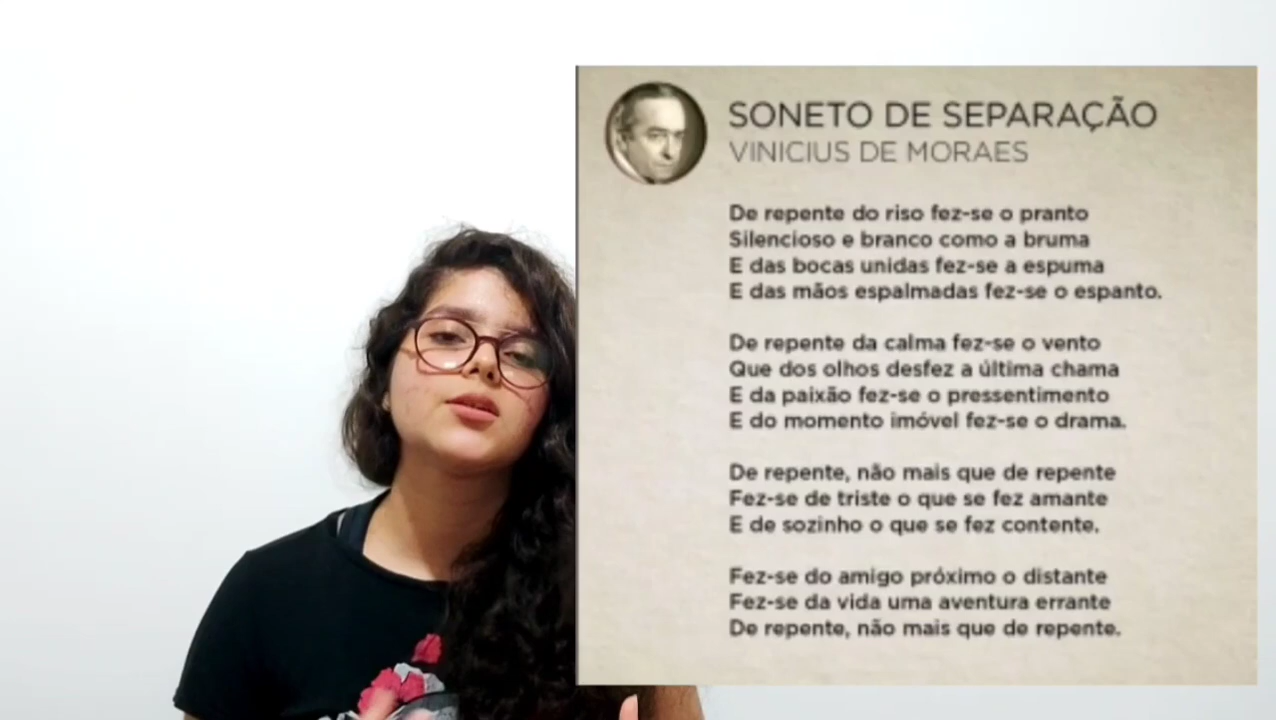 SONETO DE SEPARAÇÃO
VINICIUS DE MORAES
De repente do riso fez-se o pranto
Silencioso e branco como a bruma
E das bocas unidas fez-se a espuma
E das mãos espalmadas fez-se o espanto.
De repente da calma fez-se o vento
Que dos olhos desfez a última chama
E da paixão fez-se o pressentimento
E do momento imóvel fez-se o drama.
De repente, não mais que de repente
Fez-se de triste o que se fez amante
E de sozinho o que se fez contente.
Fez-se do amigo próximo o distante
Fez-se da vida uma aventura errante
De repente, não mais que de repente.